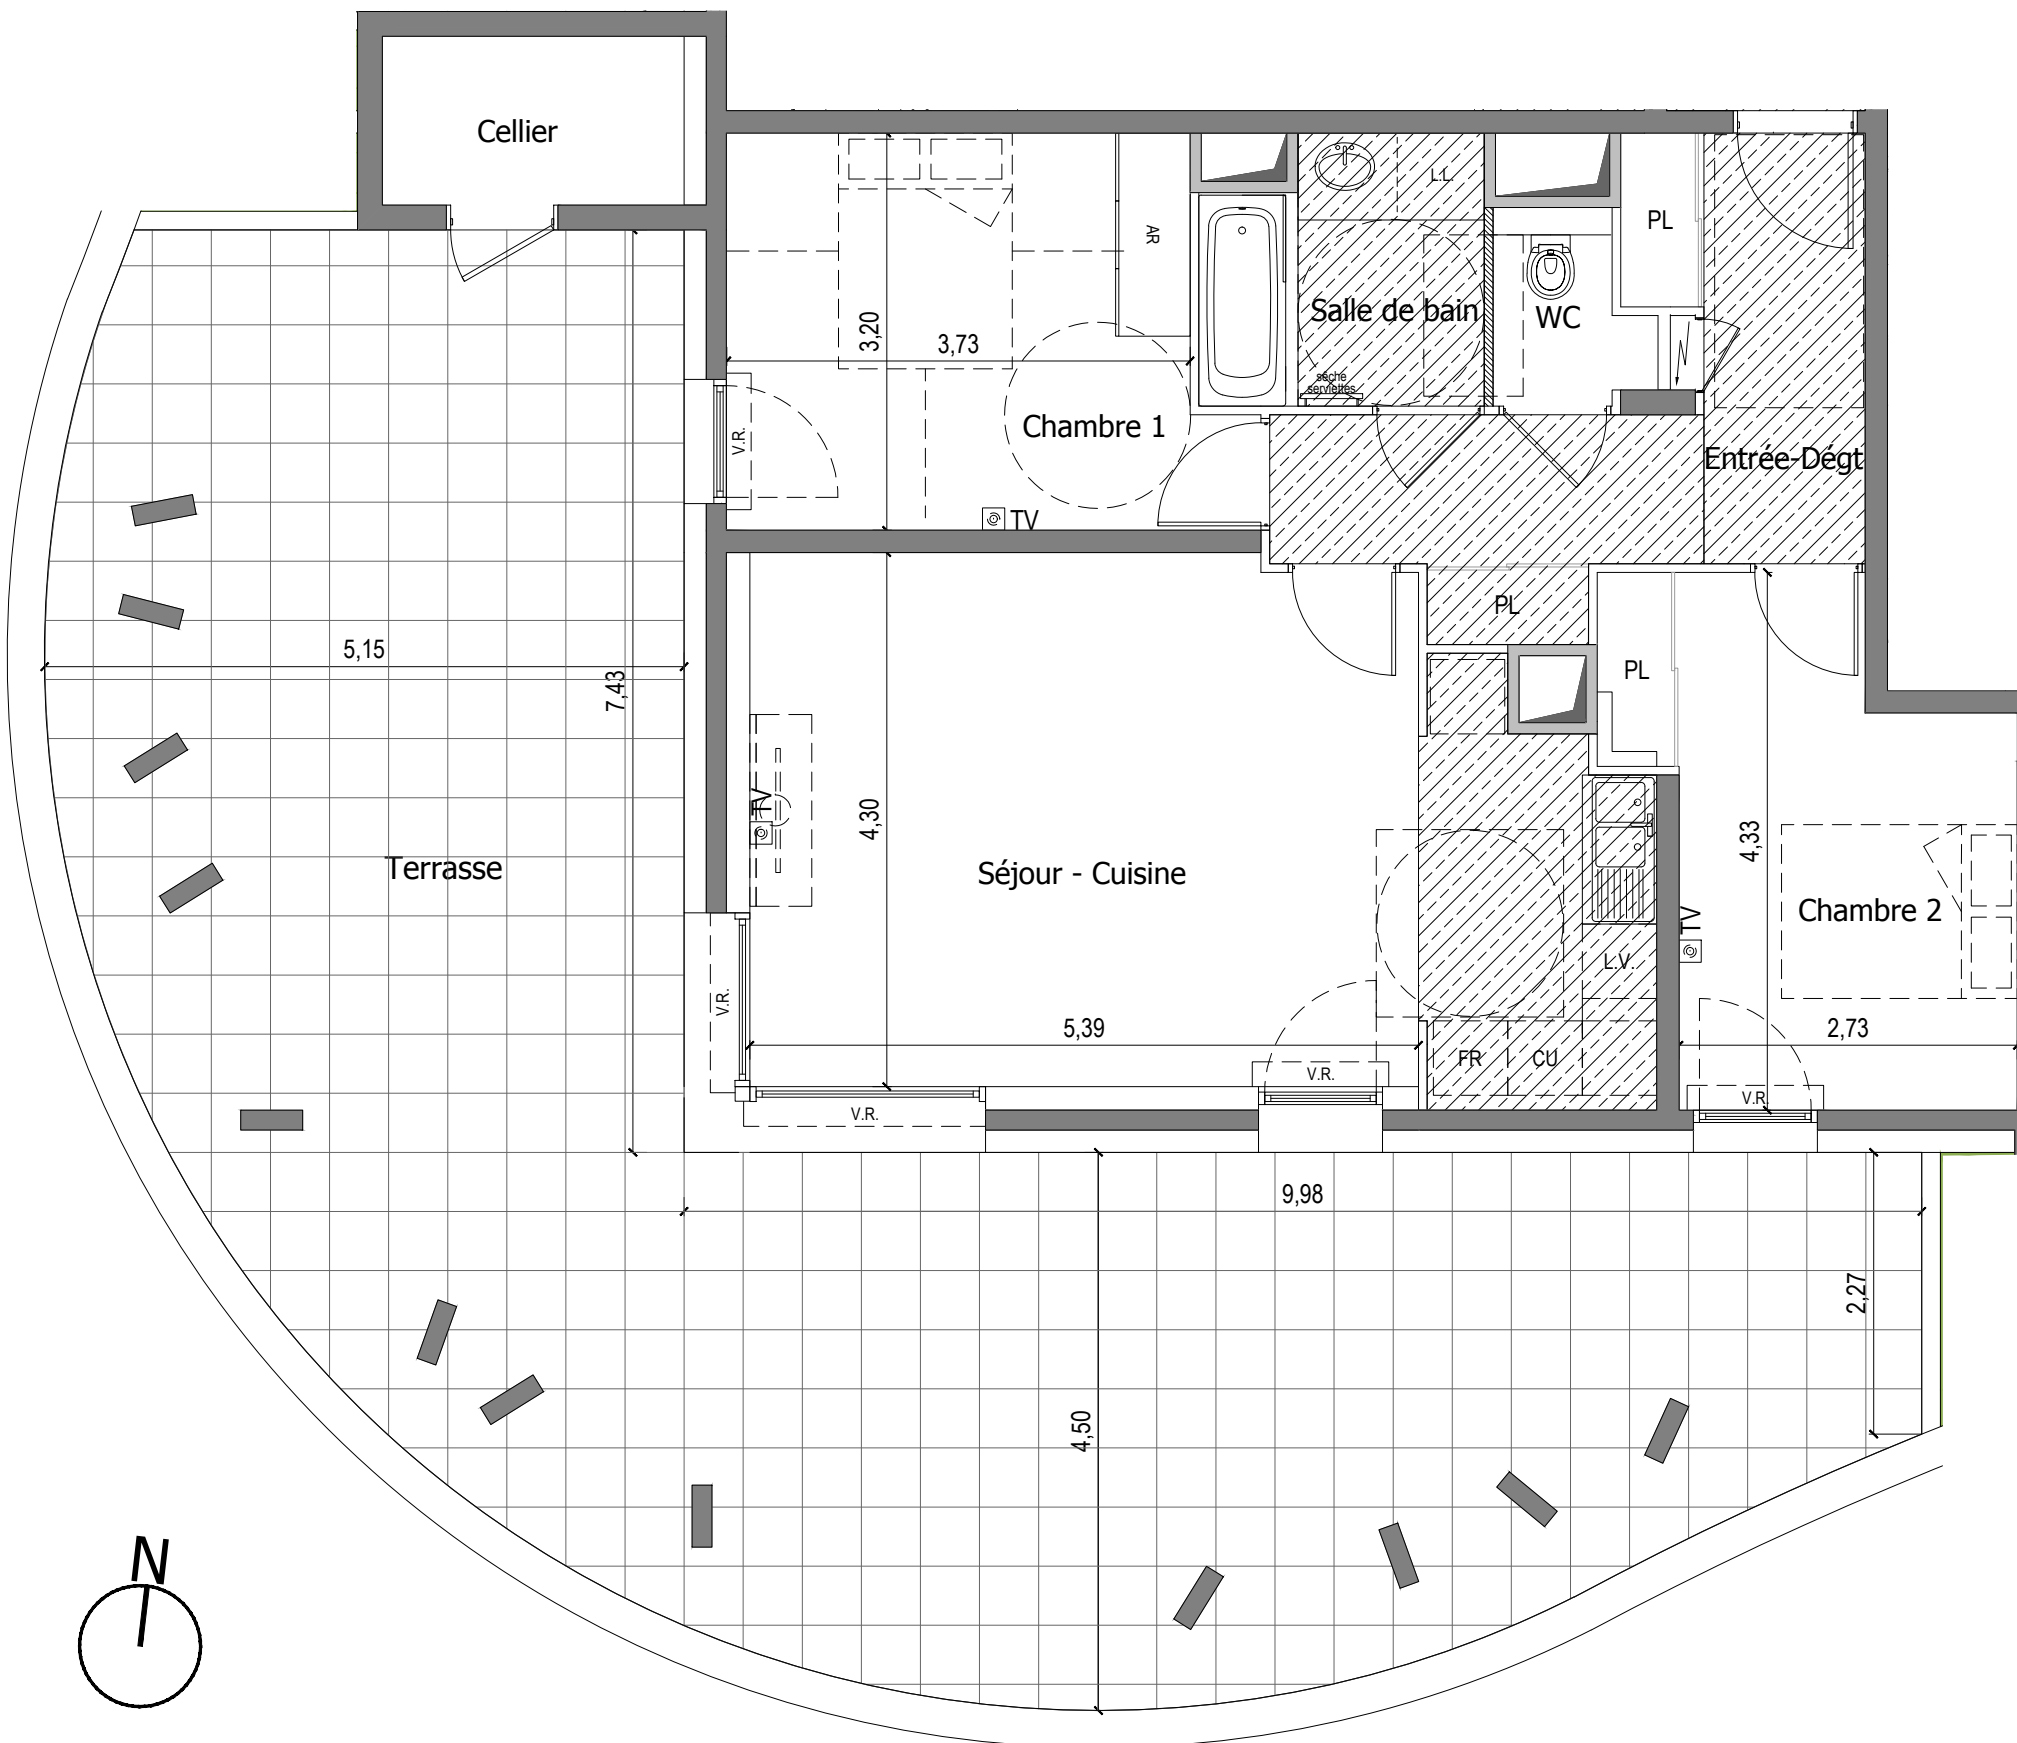 Cellier
L.L.
PL
AR
3,20
3,73
Salle de bain
WC
sèche
serviettes
V.R.
Chambre 1
Entrée-Dégt
TV
PL
5,15
7,43
PL
TV
4,30
4,33
Terrasse
Séjour - Cuisine
Chambre 2
TV
L.V.
V.R.
5,39
2,73
FR
CU
V.R.
V.R.
V.R.
9,98
2,27
4,50
N